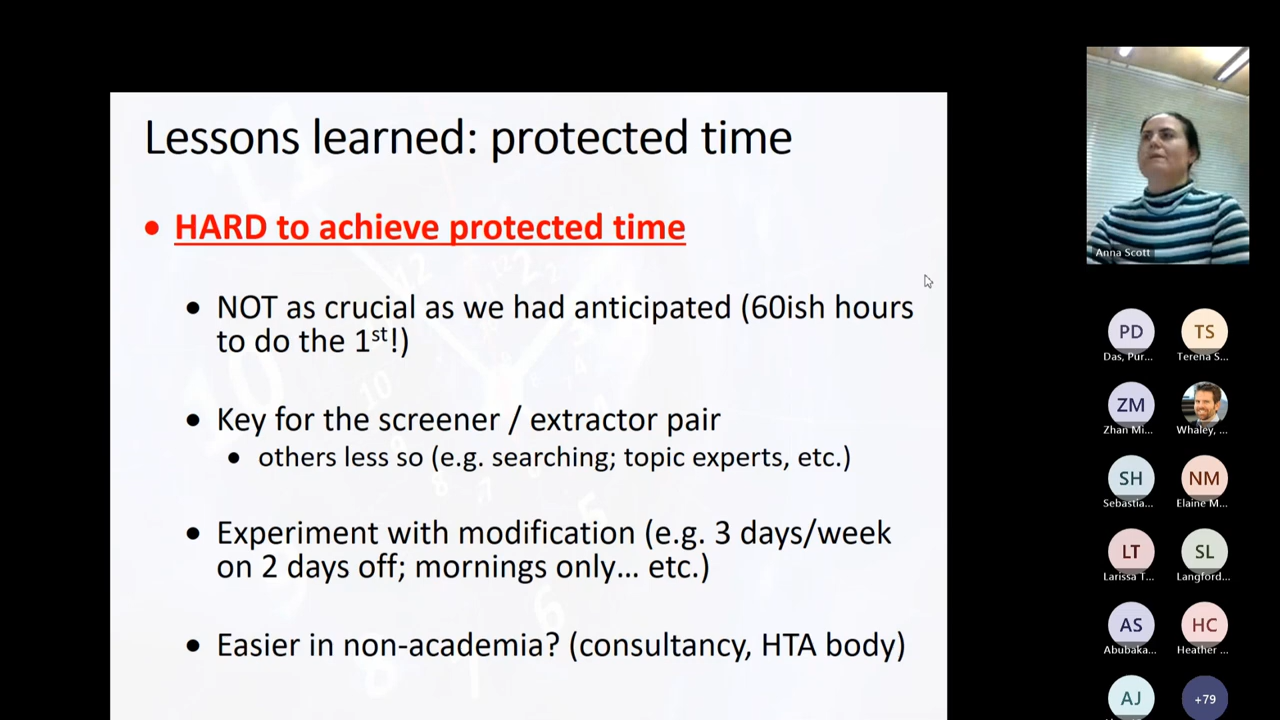 Lessons learned: protected time
• HARD to achieve protected time
• NOT as crucial as we had anticipated (60ish hours
to do the 1st!)
• Key for the screener / extractor pair
• others less so (e.g. searching; topic experts, etc.)
• Experiment with modification (e.g. 3 days/week
on 2 days off; mornings only... etc.)
• Easier in non-academia? (consultancy, HTA body)
Anna Scott
PD
Das, Pur...
TS
Terena S...
ZM
Zhan Mi...
Whaley, ...
SH
Sebastia...
NM
Elaine M...
LT
Larissa T...
SL
Langford...
AS
Abubaka...
HC
Heather ...
AJ
+79